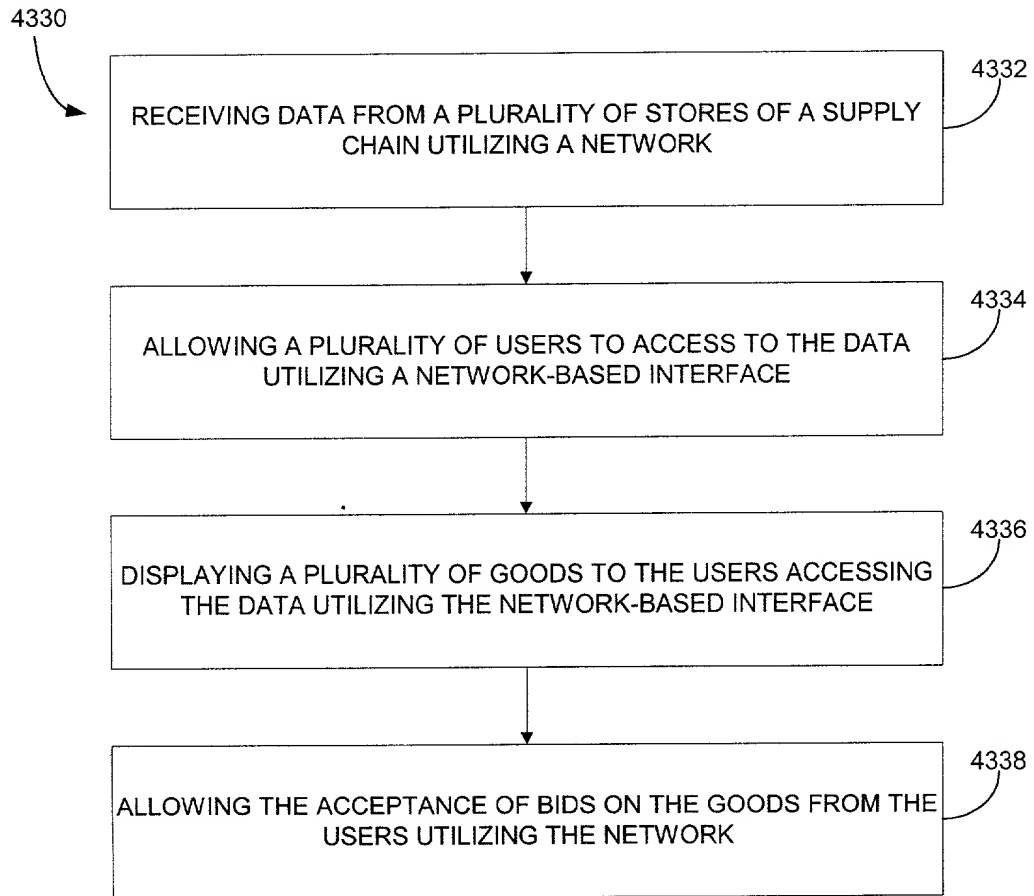 4330
4332
RECEIVING DATA FROM A PLURALITY OF STORES OF A SUPPLY
CHAIN UTILIZING A NETWORK
4334
ALLOWING A PLURALITY OF USERS TO ACCESS TO THE DATA
UTILIZING A NETWORK-BASED INTERFACE
4336
DISPLAYING A PLURALITY OF GOODS TO THE USERS ACCESSING
THE DATA UTILIZING THE NETWORK-BASED INTERFACE
4338
ALLOWING THE ACCEPTANCE OF BIDS ON THE GOODS FROM THE
USERS UTILIZING THE NETWORK